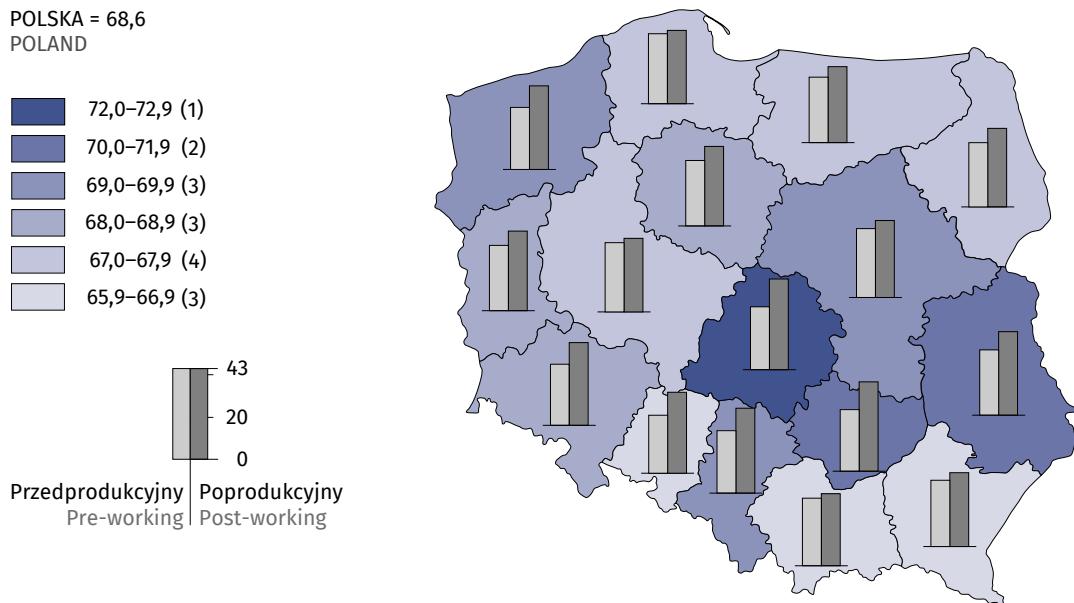 POLSKA = 68,6
POLAND
72,0–72,9 (1)
70,0–71,9 (2)
69,0–69,9 (3)
68,0–68,9 (3)
67,0–67,9 (4)
65,9–66,9 (3)
43
20
0
Przedprodukcyjny Poprodukcyjny
Pre-working Post-working